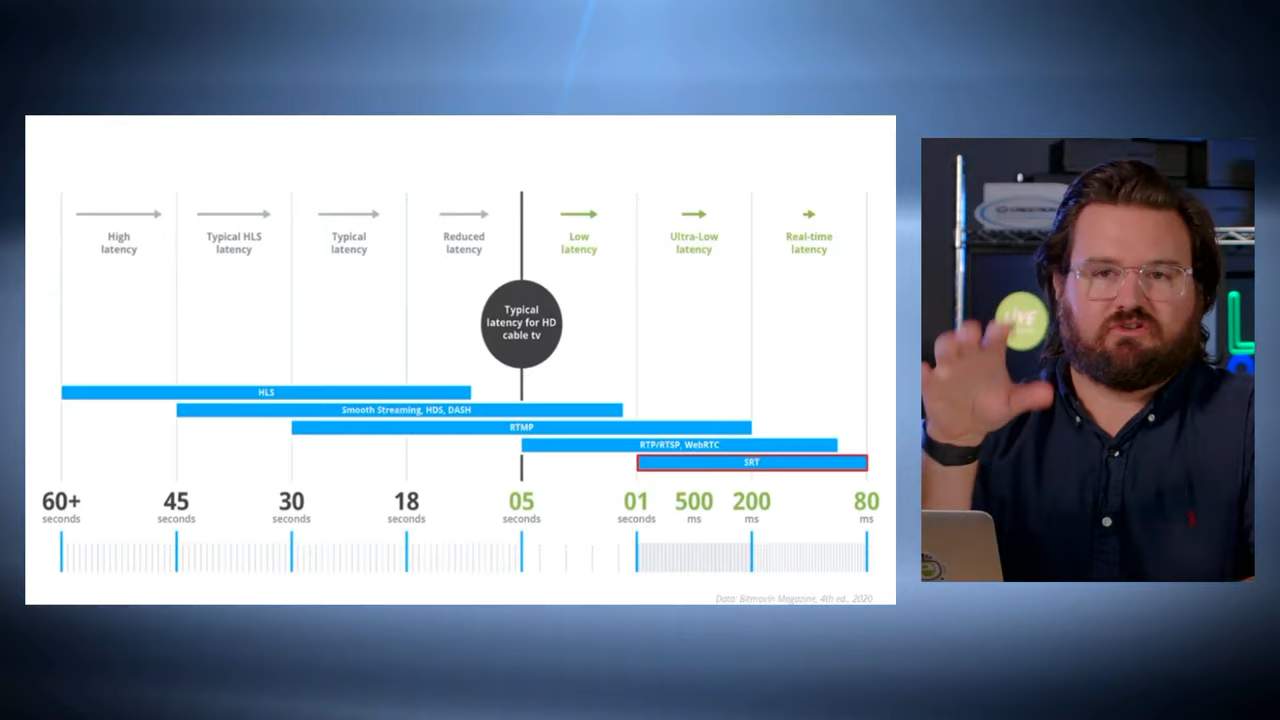 High
latency
Typical HLS
latency
Typical
latency
Reduced
latency
Low
latency
Ultra-Low
latency
Real-time
latency
Typical
latency for HD
cable tv
HLS
Smooth Streaming, HDS, DASH
RTMP
RTP/RTSP, WebRTC
SRT
60+
seconds
45
seconds
30
seconds
18
seconds
05
seconds
01
seconds
500
ms
200
ms
80
ms
Data: Bitmovin Magazine, 4th ed., 2020
LIVE
L